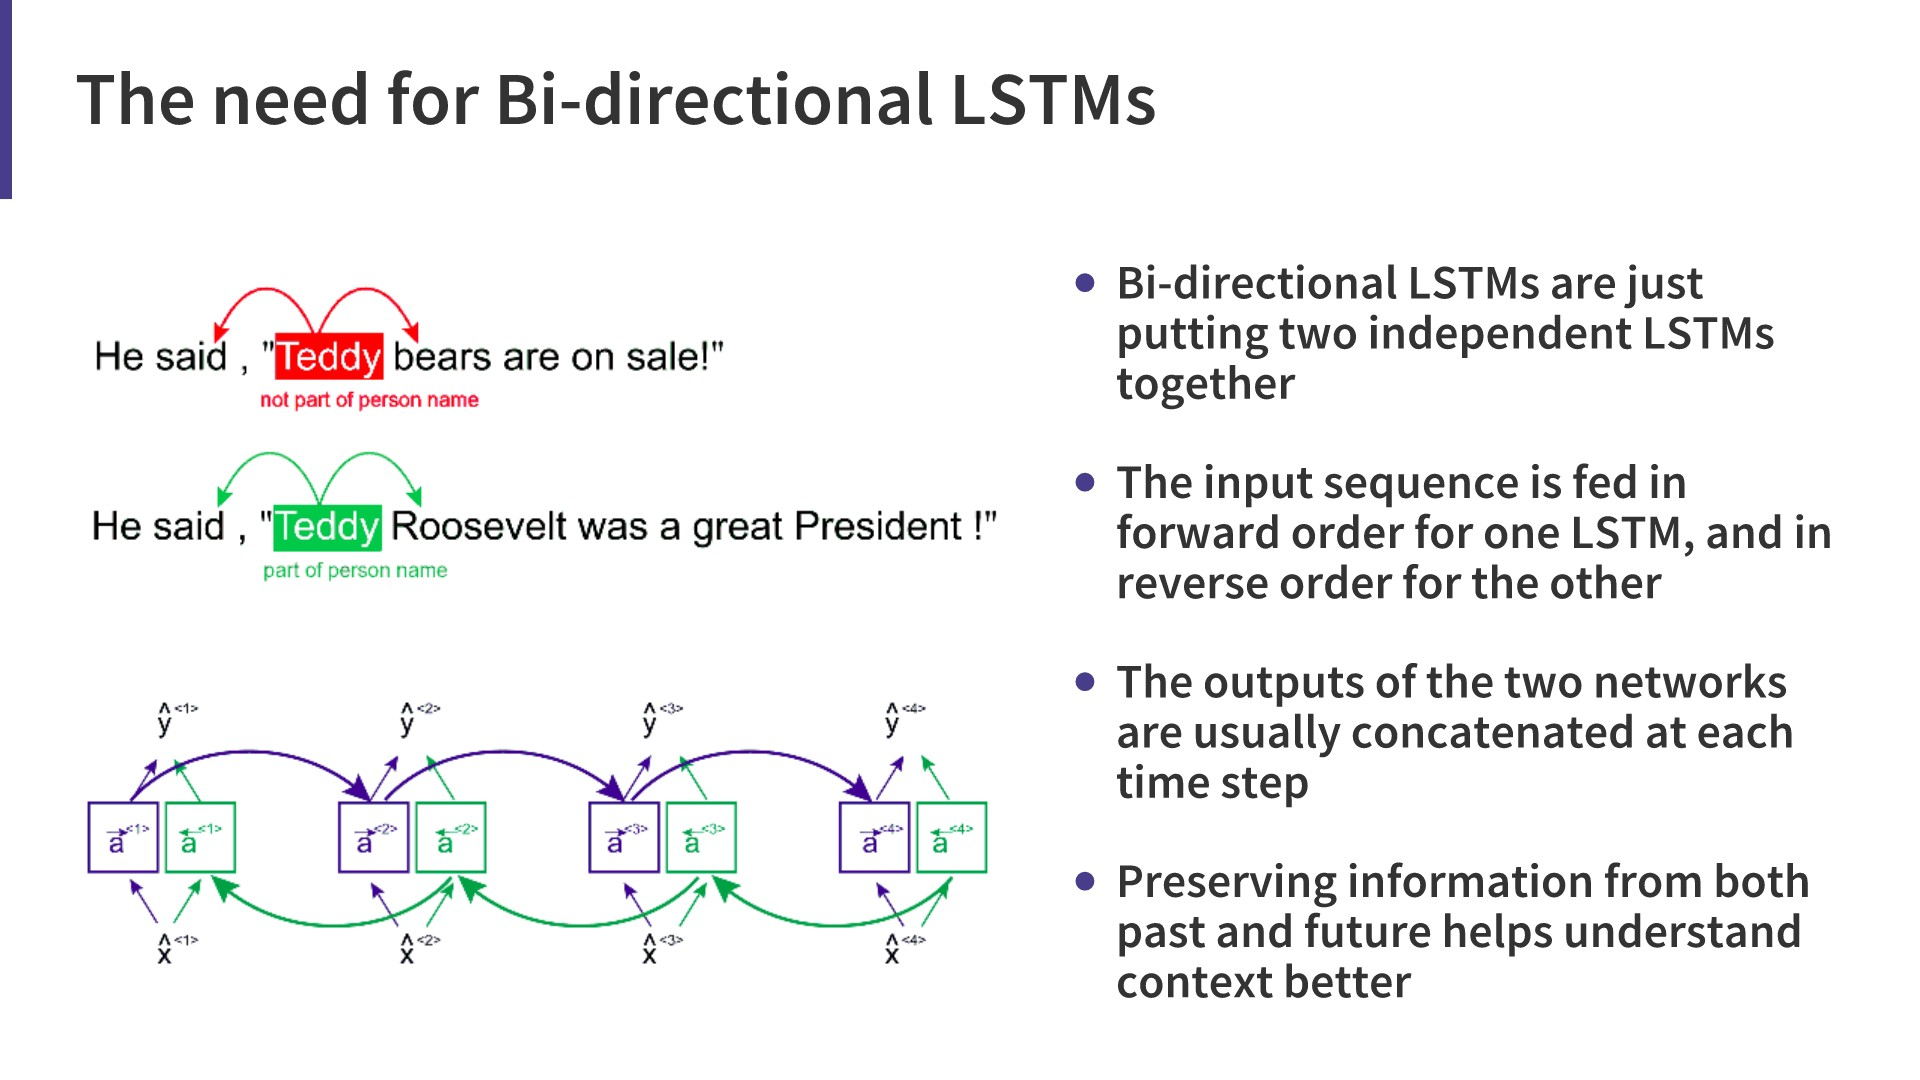 The need for Bi-directional LSTMs
He said , "Teddy bears are on sale!"
not part of person name
He said , "Teddy Roosevelt was a great President !"
part of person name
ŷ<1> ŷ<2> ŷ<3> ŷ<4>
a<1> a<1> a<2> a<2> a<3> a<3> a<4> a<4>
x̂<1> x̂<2> x̂<3> x̂<4>
• Bi-directional LSTMs are just
putting two independent LSTMs
together
• The input sequence is fed in
forward order for one LSTM, and in
reverse order for the other
• The outputs of the two networks
are usually concatenated at each
time step
• Preserving information from both
past and future helps understand
context better